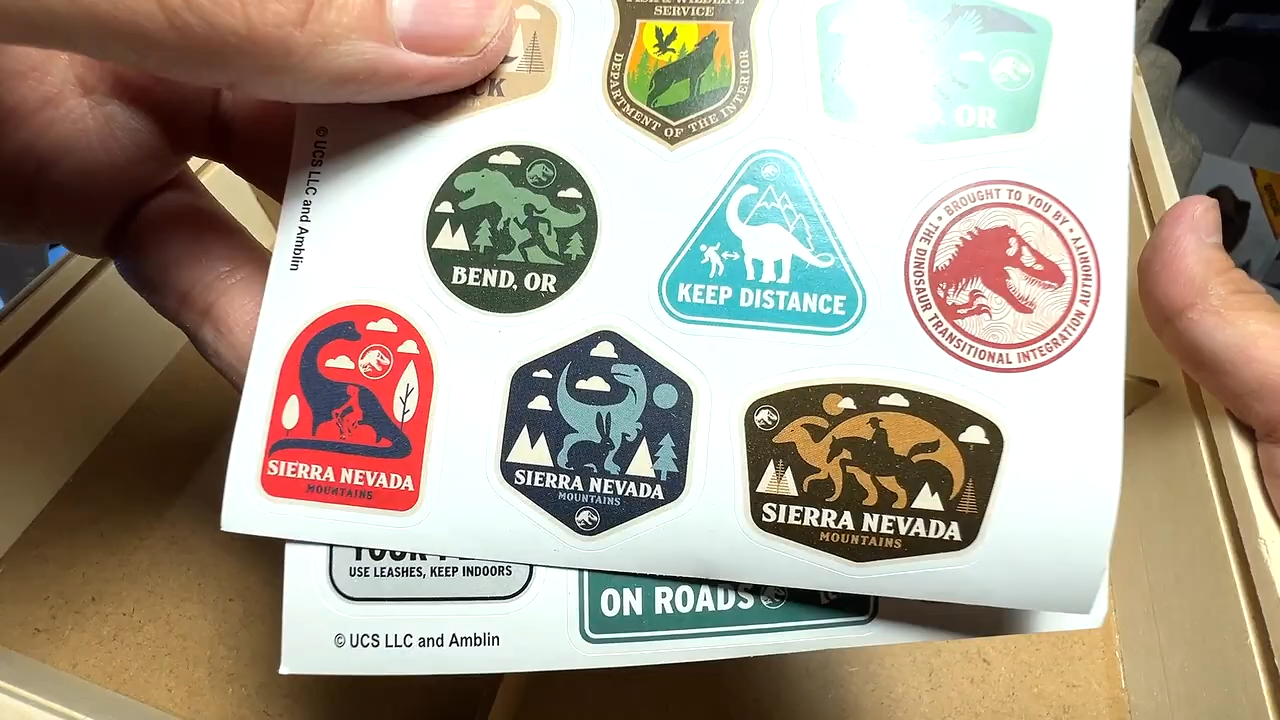 SERVICE
DEPARTMENT OF THE INTERIOR
OR
© UCS LLC and Amblin
BEND, OR
KEEP DISTANCE
• BROUGHT TO YOU BY •
THE DINOSAUR TRANSITIONAL INTEGRATION AUTHORITY
SIERRA NEVADA
MOUNTAINS
SIERRA NEVADA
MOUNTAINS
SIERRA NEVADA
MOUNTAINS
YOUR
USE LEASHES, KEEP INDOORS
ON ROADS
© UCS LLC and Amblin